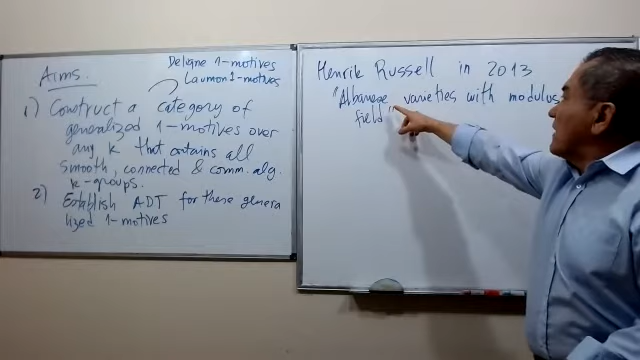 Deligne 1-motives
Laumon 1-motives
Aims.
1) Construct a category of
generalized 1-motives over
any k that contains all
smooth, connected & comm. alg.
k-groups.
2) Establish ADT for these genera
lized 1-motives
Henrik Russell in 2013
"Albanese varieties with modulus
field"